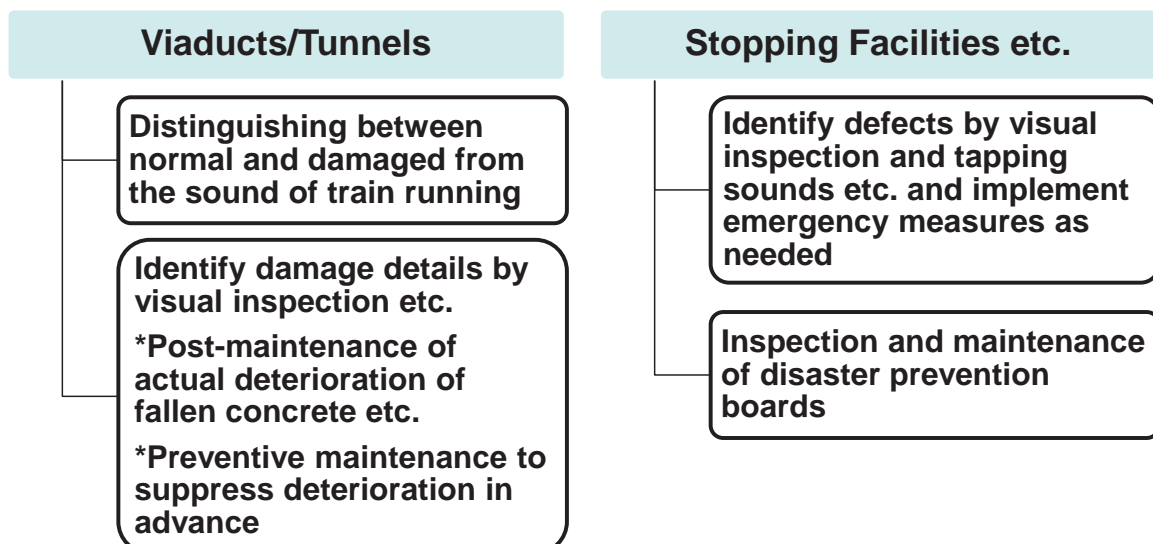 Viaducts/Tunnels
Distinguishing between
normal and damaged from
the sound of train running
Identify damage details by
visual inspection etc.
*Post-maintenance of
actual deterioration of
fallen concrete etc.
*Preventive maintenance to
suppress deterioration in
advance
Stopping Facilities etc.
Identify defects by visual
inspection and tapping
sounds etc. and implement
emergency measures as
needed
Inspection and maintenance
of disaster prevention
boards